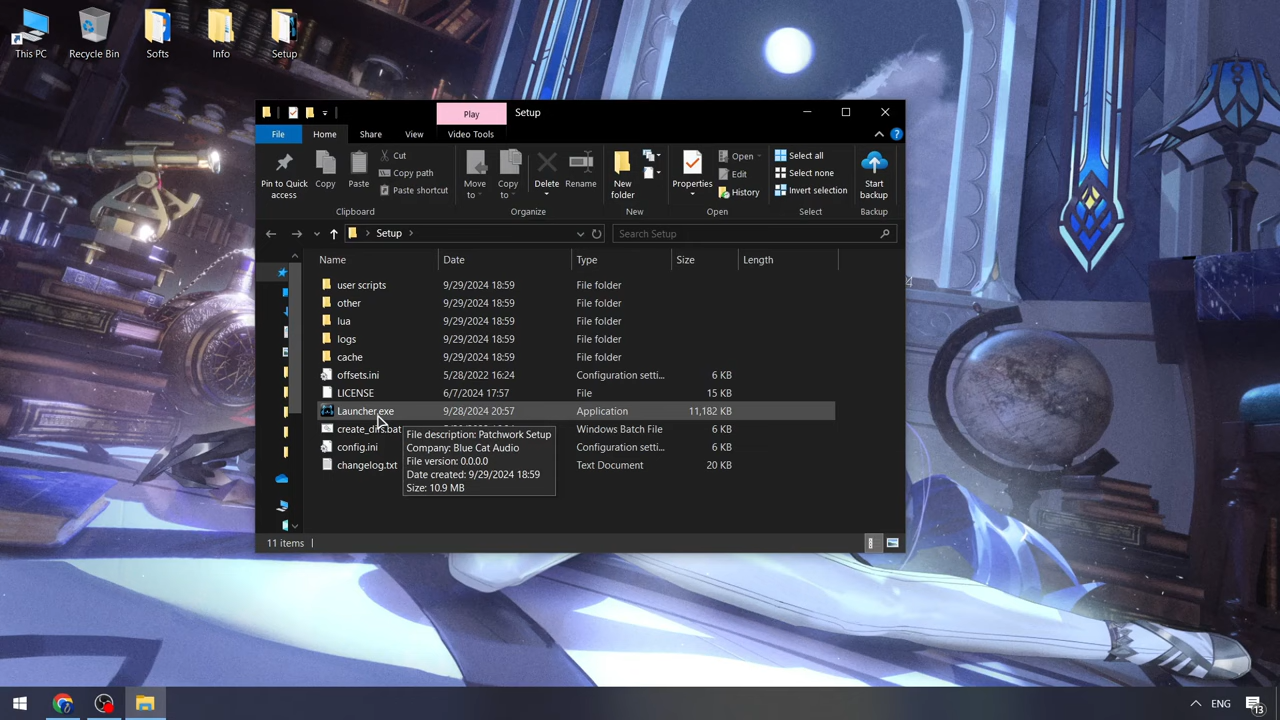 This PC
Recycle Bin
Softs
Info
Setup
Play
Setup
File
Home
Share
View
Video Tools
Pin to Quick access
Copy
Paste
Cut
Copy path
Paste shortcut
Move to
Copy to
Delete
Rename
New folder
Properties
Open
Edit
History
Select all
Select none
Invert selection
Start backup
Clipboard
Organize
New
Open
Select
Backup
Setup
Search Setup
Name Date Type Size Length
user scripts 9/29/2024 18:59 File folder
other 9/29/2024 18:59 File folder
lua 9/29/2024 18:59 File folder
logs 9/29/2024 18:59 File folder
cache 9/29/2024 18:59 File folder
offsets.ini 5/28/2022 16:24 Configuration setti... 6 KB
LICENSE 6/7/2024 17:57 File 15 KB
Launcher.exe 9/28/2024 20:57 Application 11,182 KB
create_dirs.bat Windows Batch File 6 KB
config.ini Configuration setti... 6 KB
changelog.txt Text Document 20 KB
File description: Patchwork Setup
Company: Blue Cat Audio
File version: 0.0.0.0
Date created: 9/29/2024 18:59
Size: 10.9 MB
11 items
ENG
13